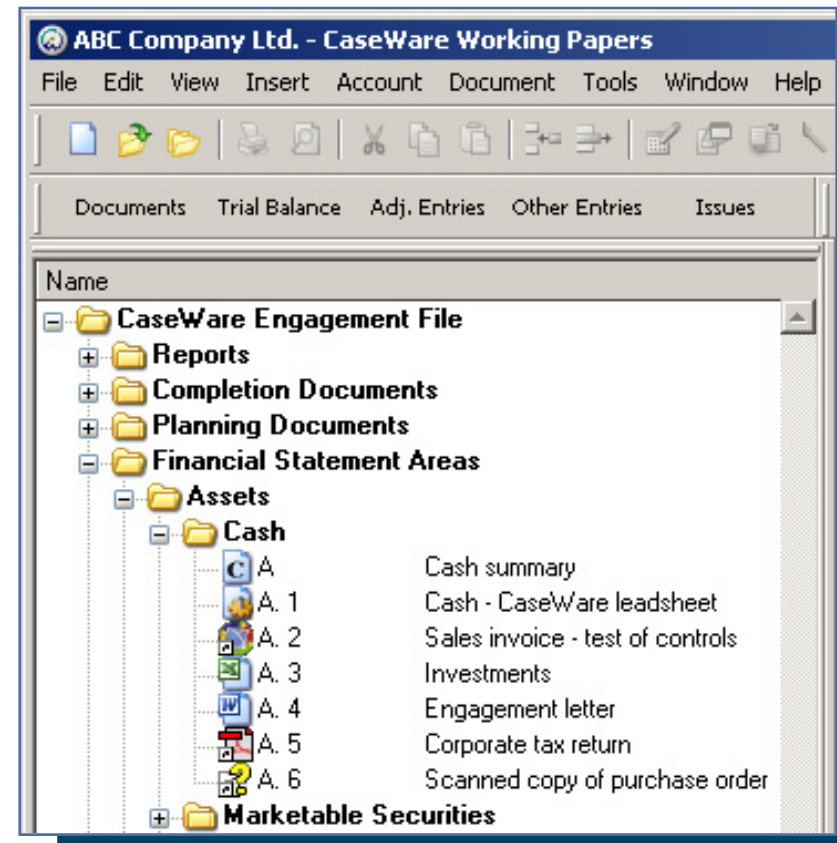 ABC Company Ltd. - CaseWare Working Papers
File Edit View Insert Account Document Tools Window Help
Documents Trial Balance Adj. Entries Other Entries Issues
Name
CaseWare Engagement File
Reports
Completion Documents
Planning Documents
Financial Statement Areas
Assets
Cash
A Cash summary
A. 1 Cash - CaseWare leadsheet
A. 2 Sales invoice - test of controls
A. 3 Investments
A. 4 Engagement letter
A. 5 Corporate tax return
A. 6 Scanned copy of purchase order
Marketable Securities